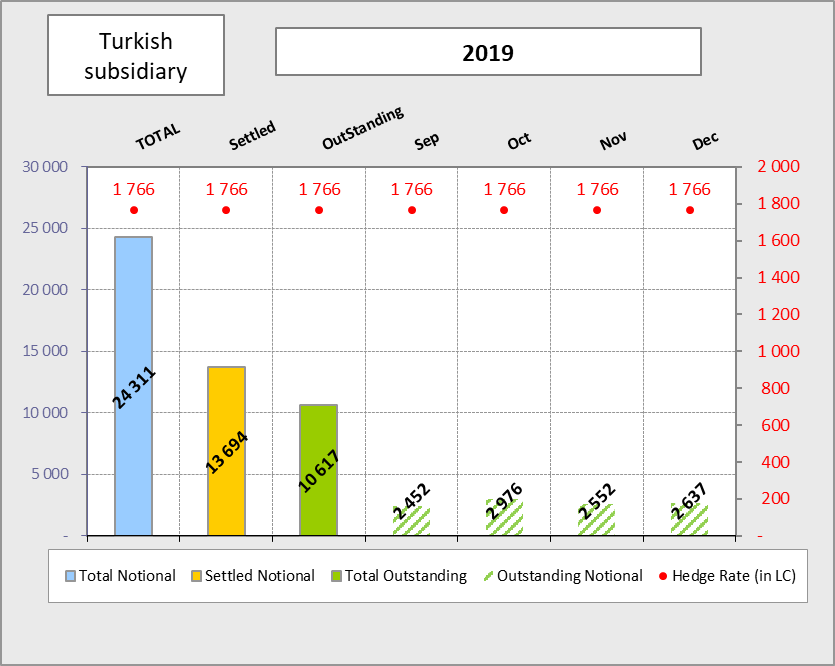 Turkish
subsidiary
2019
TOTAL Settled OutStanding Sep Oct Nov Dec
30 000 1 766 1 766 1 766 1 766 1 766 1 766 1 766 2 000
1 800
25 000 1 600
20 000 1 400
1 200
15 000 1 000
24 311 800
10 000 13 694 600
5 000 10 617 400
2 452 2 976 2 552 2 637 200
- -
Total Notional Settled Notional Total Outstanding Outstanding Notional Hedge Rate (in LC)